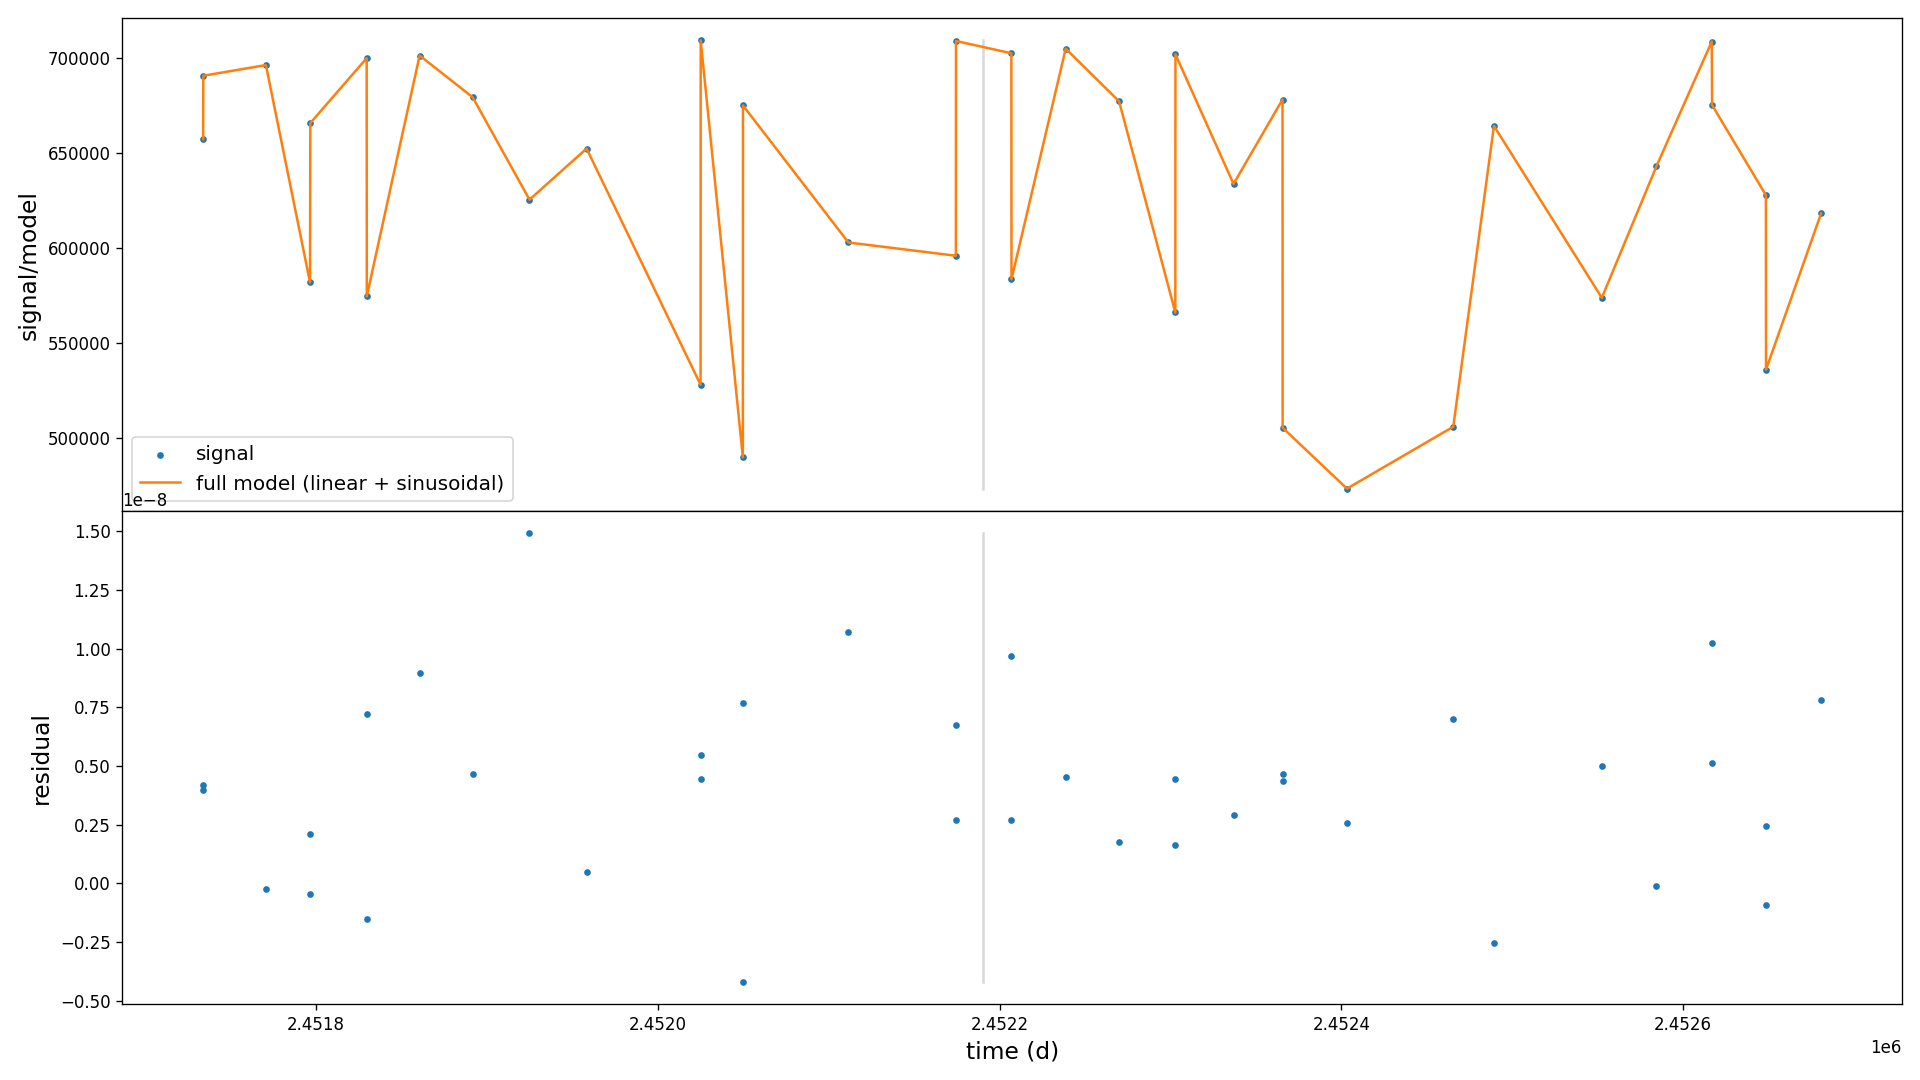 700000
650000
600000
550000
500000
signal/model
signal
full model (linear + sinusoidal)
1e−8
1.50
1.25
1.00
0.75
0.50
0.25
0.00
−0.25
−0.50
residual
2.4518
2.4520
2.4522
2.4524
2.4526
1e6
time (d)